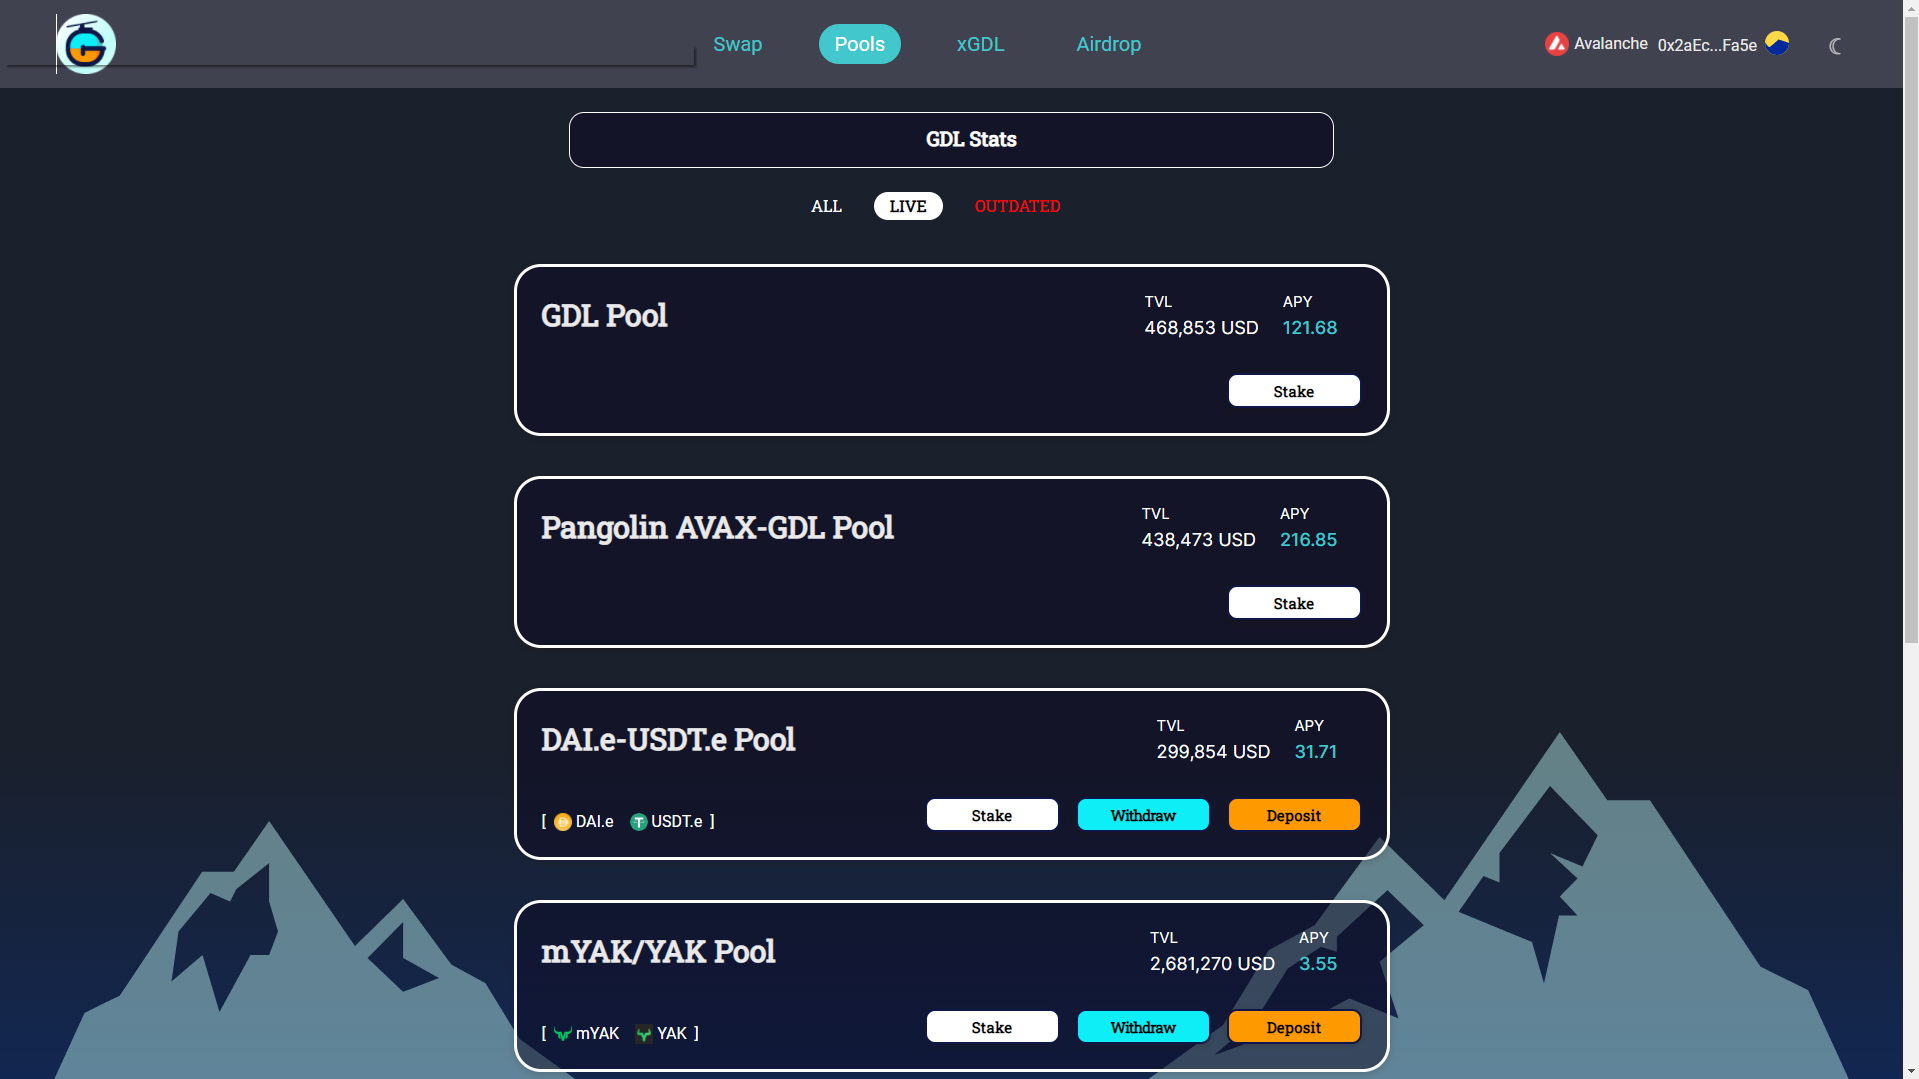 Swap Pools xGDL Airdrop Avalanche 0x2aEc...Fa5e
GDL Stats
ALL LIVE OUTDATED
GDL Pool
TVL APY
468,853 USD 121.68
Stake
Pangolin AVAX-GDL Pool
TVL APY
438,473 USD 216.85
Stake
DAI.e-USDT.e Pool
TVL APY
299,854 USD 31.71
[ DAI.e USDT.e ] Stake Withdraw Deposit
mYAK/YAK Pool
TVL APY
2,681,270 USD 3.55
[ mYAK YAK ] Stake Withdraw Deposit